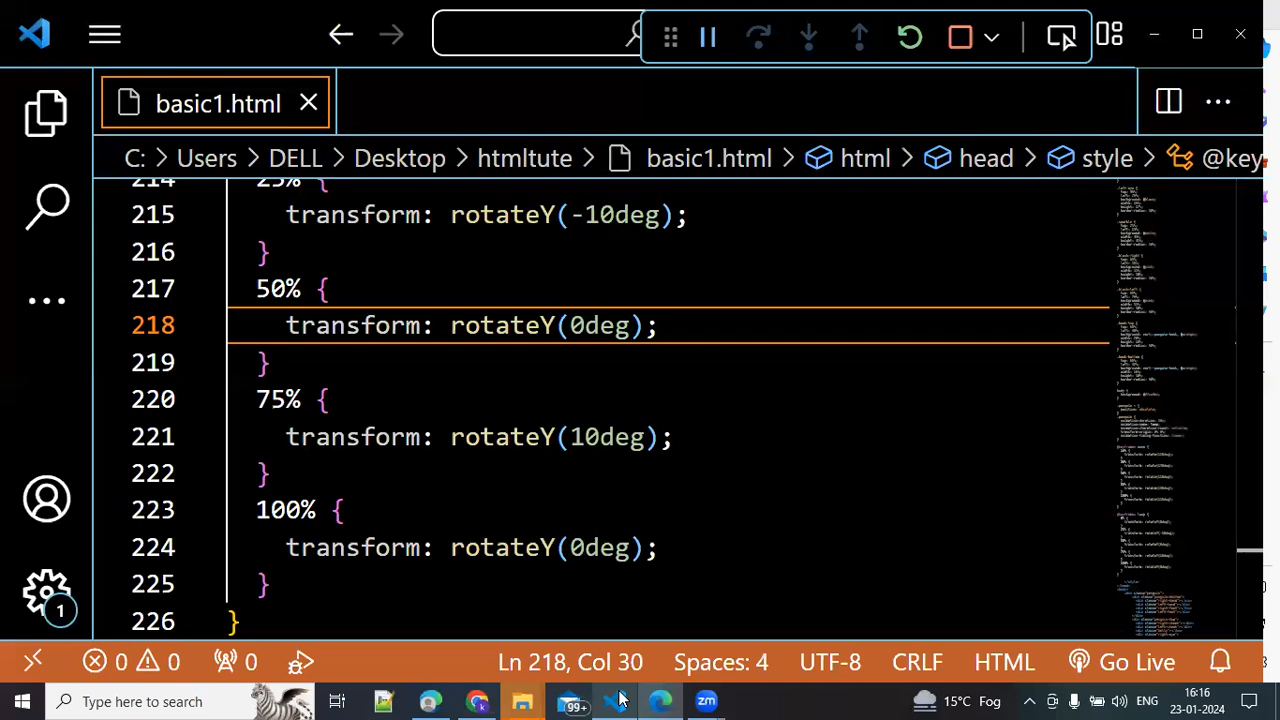 basic1.html
C: > Users > DELL > Desktop > htmltute > basic1.html > html > head > style > @key
214 25% {
215 transform: rotateY(-10deg);
216 }
217 50% {
218 transform: rotateY(0deg);
219 }
220 75% {
221 transform: rotateY(10deg);
222 }
223 100% {
224 transform: rotateY(0deg);
225 }
226 }
1
0 0 0 Ln 218, Col 30 Spaces: 4 UTF-8 CRLF HTML Go Live
Type here to search 99+ 15°C Fog ENG 16:16
23-01-2024